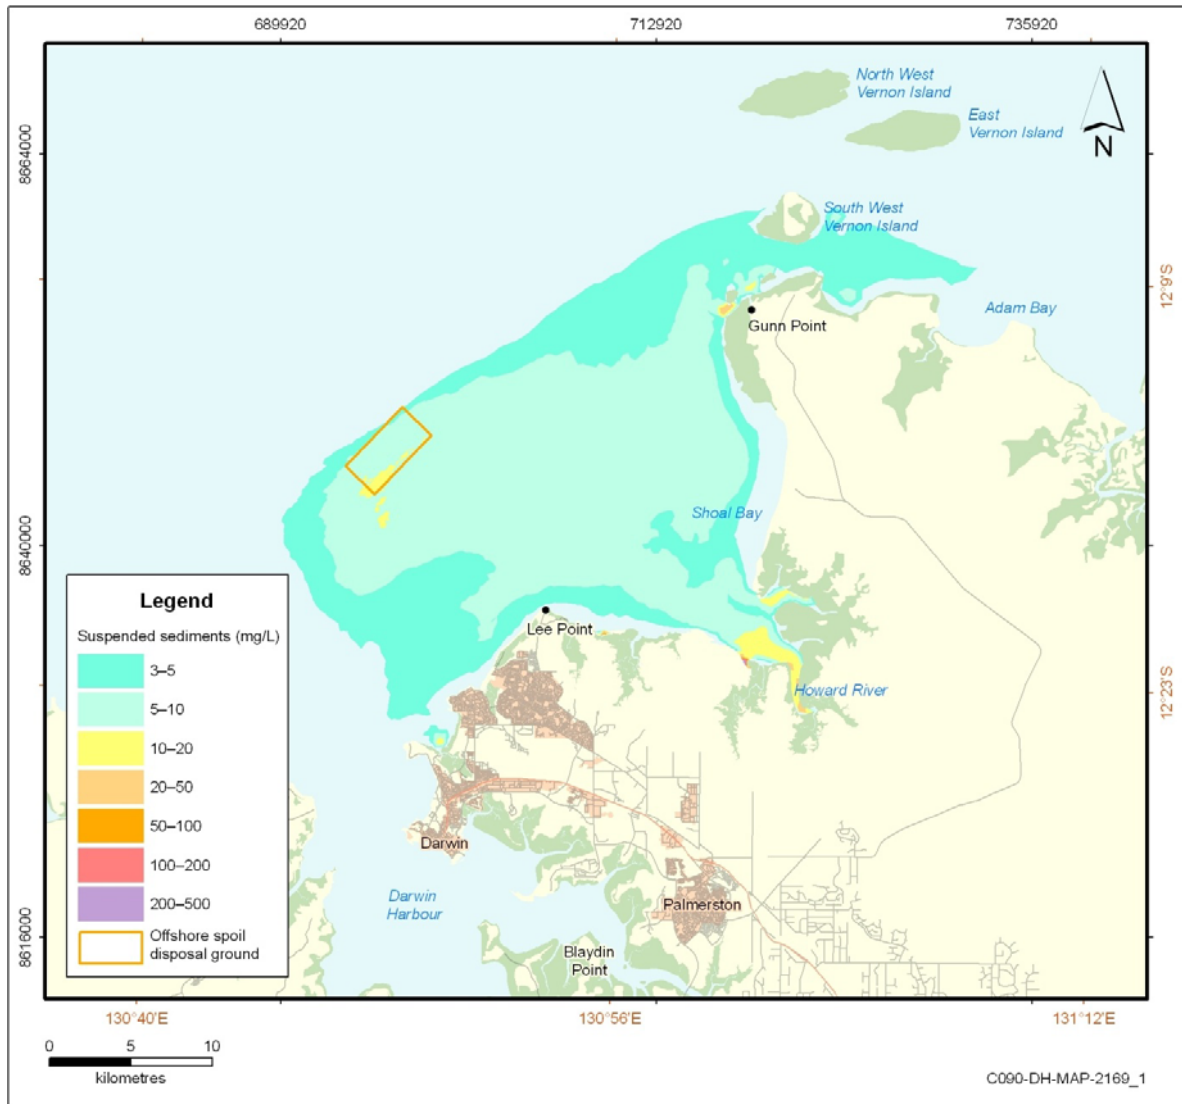 689920
712920
735920
8664000
8640000
8616000
North West
Vernon Island
East
Vernon Island
N
South West
Vernon Island
12°9'S
Adam Bay
Gunn Point
Shoal Bay
Lee Point
Howard River
12°23'S
Darwin
Darwin
Harbour
Palmerston
Blaydin
Point
Legend
Suspended sediments (mg/L)
3–5
5–10
10–20
20–50
50–100
100–200
200–500
Offshore spoil
disposal ground
130°40'E
130°56'E
131°12'E
0 5 10
kilometres
C090-DH-MAP-2169_1